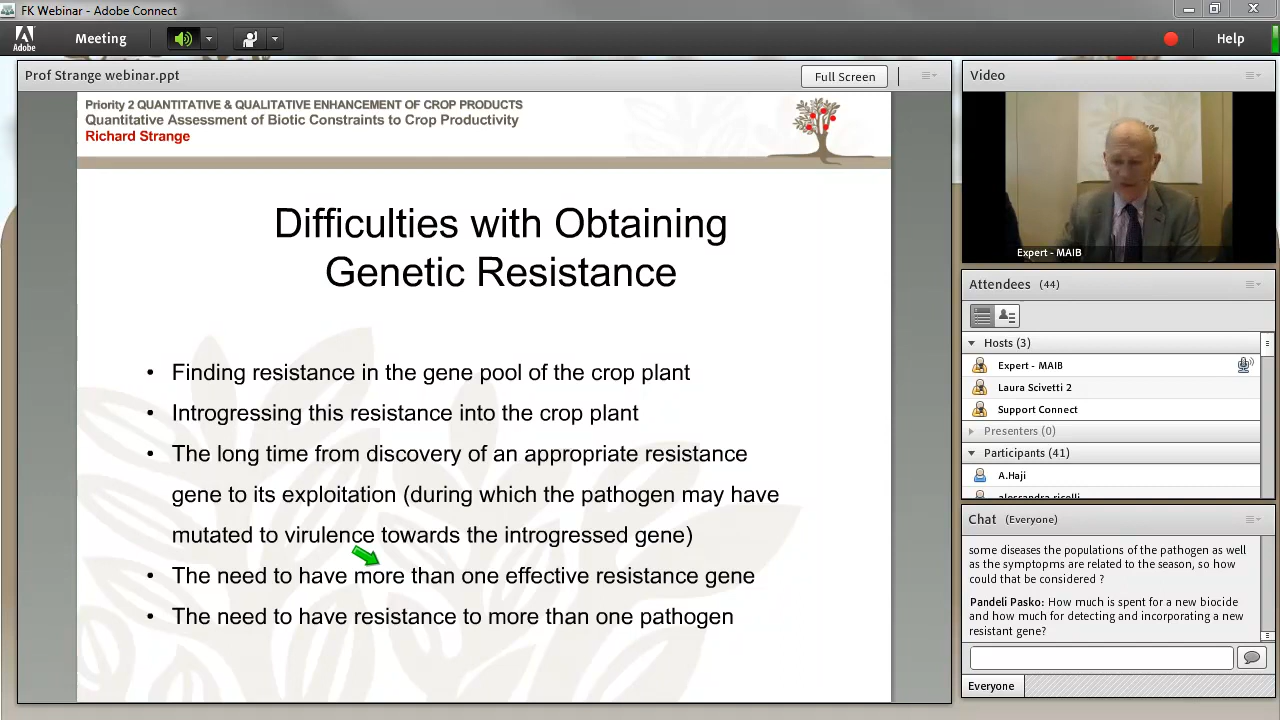 FK Webinar - Adobe Connect
Adobe
Meeting
Help
Prof Strange webinar.ppt
Full Screen
Priority 2 QUANTITATIVE & QUALITATIVE ENHANCEMENT OF CROP PRODUCTS
Quantitative Assessment of Biotic Constraints to Crop Productivity
Richard Strange
Difficulties with Obtaining
Genetic Resistance
• Finding resistance in the gene pool of the crop plant
• Introgressing this resistance into the crop plant
• The long time from discovery of an appropriate resistance
gene to its exploitation (during which the pathogen may have
mutated to virulence towards the introgressed gene)
• The need to have more than one effective resistance gene
• The need to have resistance to more than one pathogen
Video
Expert - MAIB
Attendees (44)
Hosts (3)
Expert - MAIB
Laura Scivetti 2
Support Connect
Presenters (0)
Participants (41)
A.Haji
alessandra ricelli
Chat (Everyone)
some diseases the populations of the pathogen as well
as the symptopms are related to the season, so how
could that be considered ?
Pandeli Pasko: How much is spent for a new biocide
and how much for detecting and incorporating a new
resistant gene?
Everyone